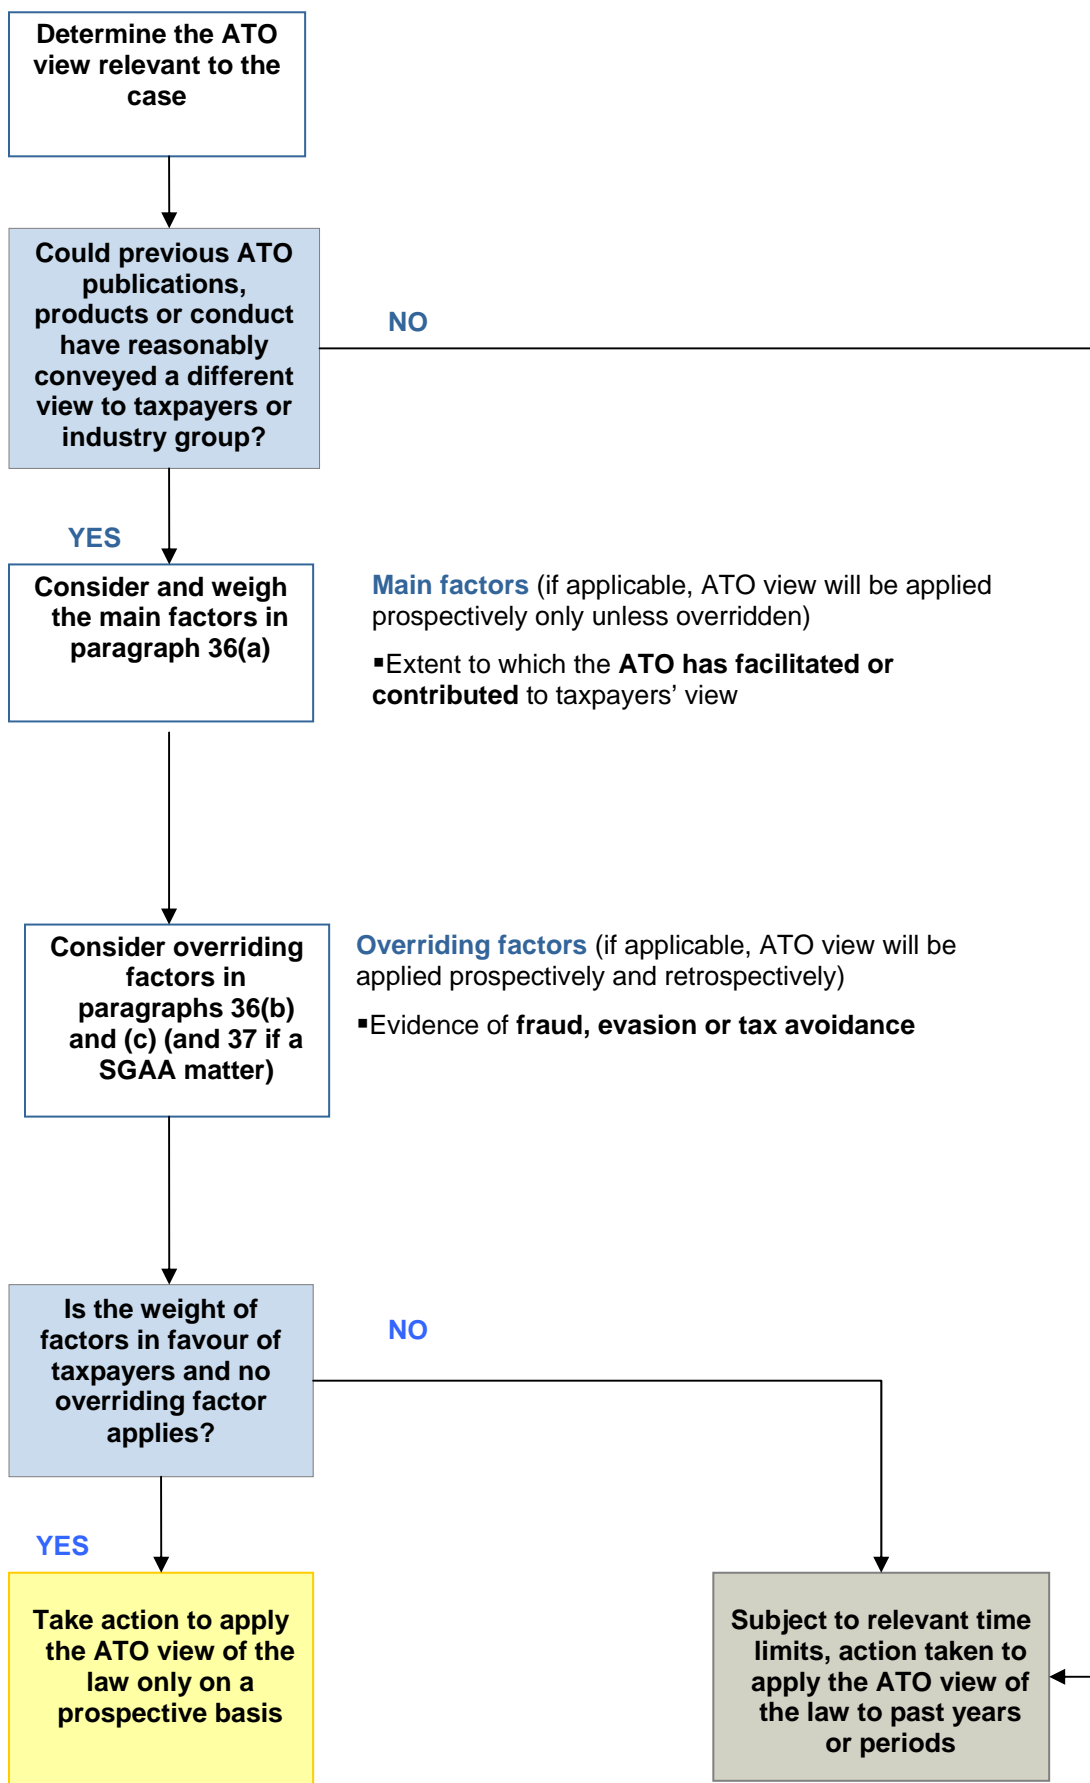 Determine the ATO
view relevant to the
case
Could previous ATO
publications,
products or conduct
have reasonably
conveyed a different
view to taxpayers or
industry group?
NO
YES
Consider and weigh
the main factors in
paragraph 36(a)
Main factors (if applicable, ATO view will be applied
prospectively only unless overridden)
▪Extent to which the ATO has facilitated or
contributed to taxpayers’ view
Consider overriding
factors in
paragraphs 36(b)
and (c) (and 37 if a
SGAA matter)
Overriding factors (if applicable, ATO view will be
applied prospectively and retrospectively)
▪Evidence of fraud, evasion or tax avoidance
Is the weight of
factors in favour of
taxpayers and no
overriding factor
applies?
NO
YES
Take action to apply
the ATO view of the
law only on a
prospective basis
Subject to relevant time
limits, action taken to
apply the ATO view of
the law to past years
or periods